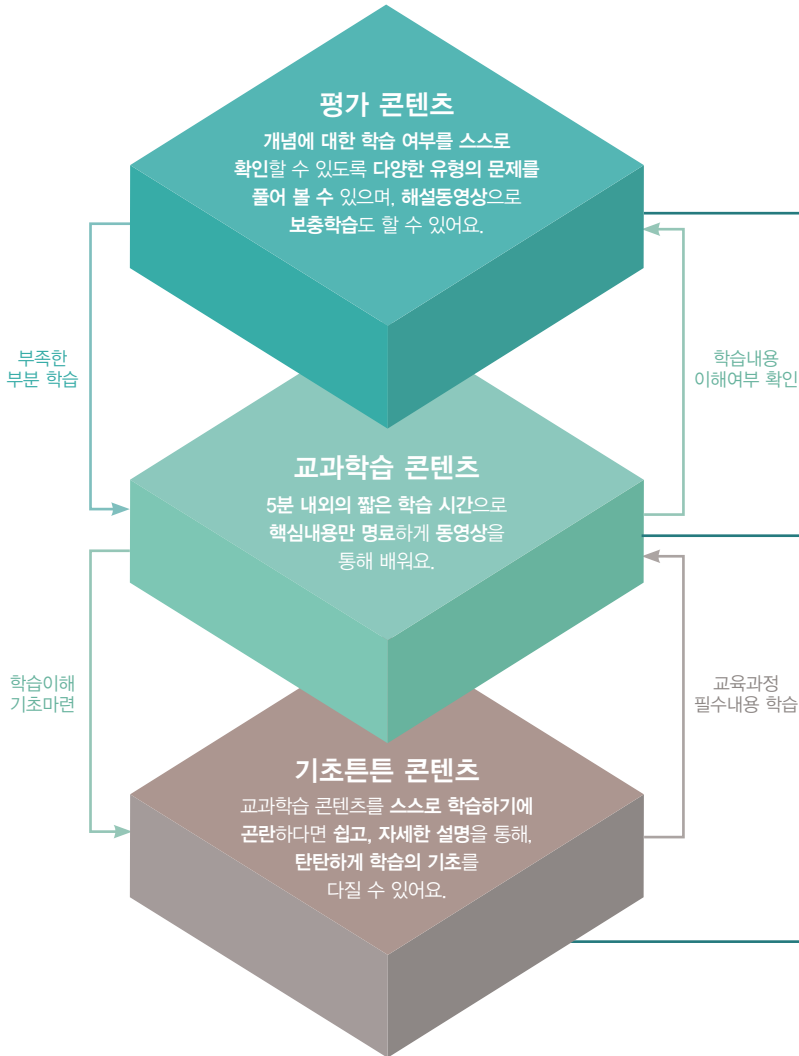 평가 콘텐츠
개념에 대한 학습 여부를 스스로
확인할 수 있도록 다양한 유형의 문제를
풀어 볼 수 있으며, 해설동영상으로
보충학습도 할 수 있어요.
부족한
부분 학습
학습내용
이해여부 확인
교과학습 콘텐츠
5분 내외의 짧은 학습 시간으로
핵심내용만 명료하게 동영상을
통해 배워요.
학습이해
기초마련
교육과정
필수내용 학습
기초튼튼 콘텐츠
교과학습 콘텐츠를 스스로 학습하기에
곤란하다면 쉽고, 자세한 설명을 통해,
탄탄하게 학습의 기초를
다질 수 있어요.